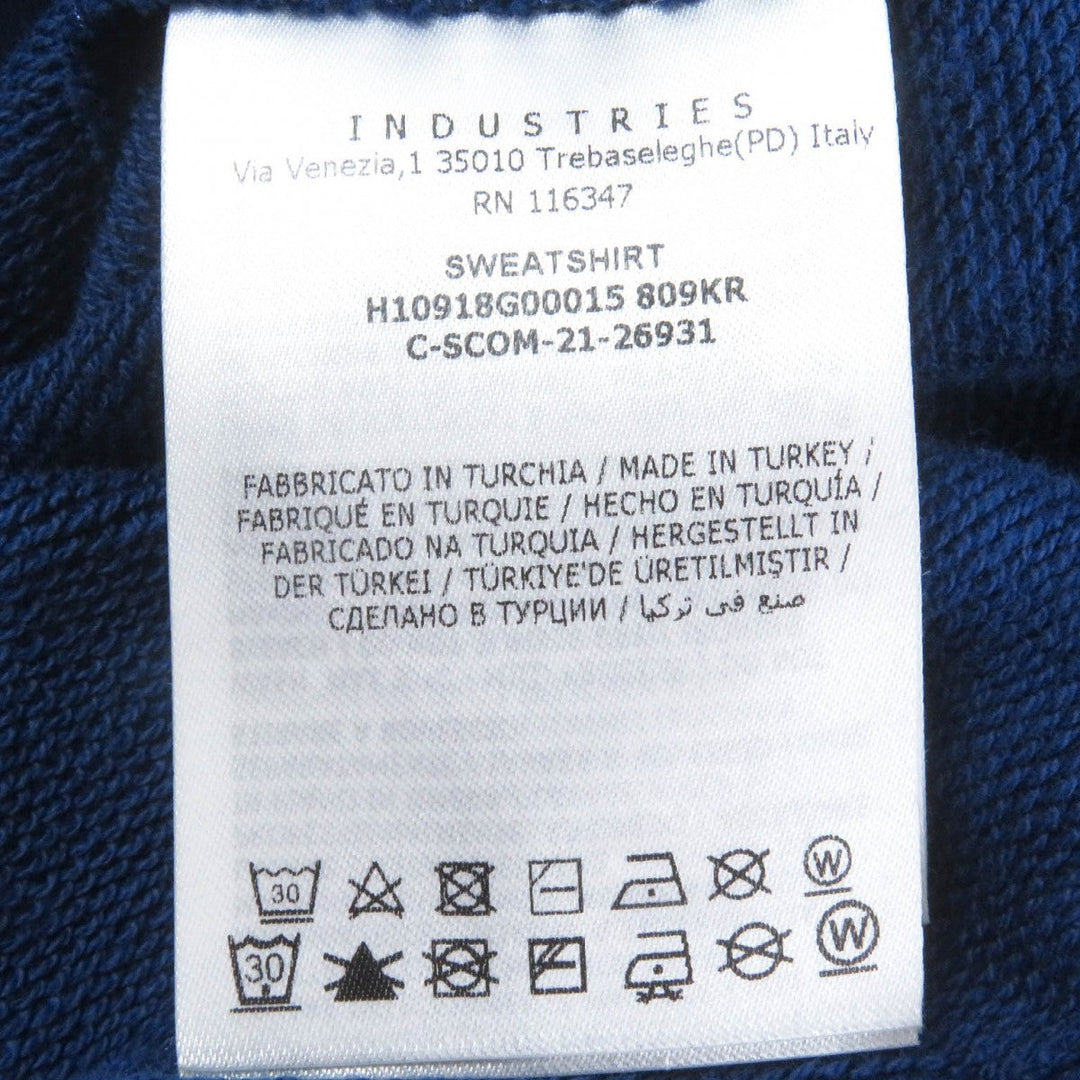 INDUSTRIES
Via Venezia,1 35010 Trebaseleghe(PD) Italy
RN 116347
SWEATSHIRT
H10918G00015 809KR
C-SCOM-21-26931
FABBRICATO IN TURCHIA / MADE IN TURKEY /
FABRIQUÉ EN TURQUIE / HECHO EN TURQUÍA /
FABRICADO NA TURQUIA / HERGESTELLT IN
DER TÜRKEI / TÜRKIYE'DE ÜRETILMIŞTIR /
СДЕЛАНО В ТУРЦИИ / صنع في تركيا
30 W
30 W